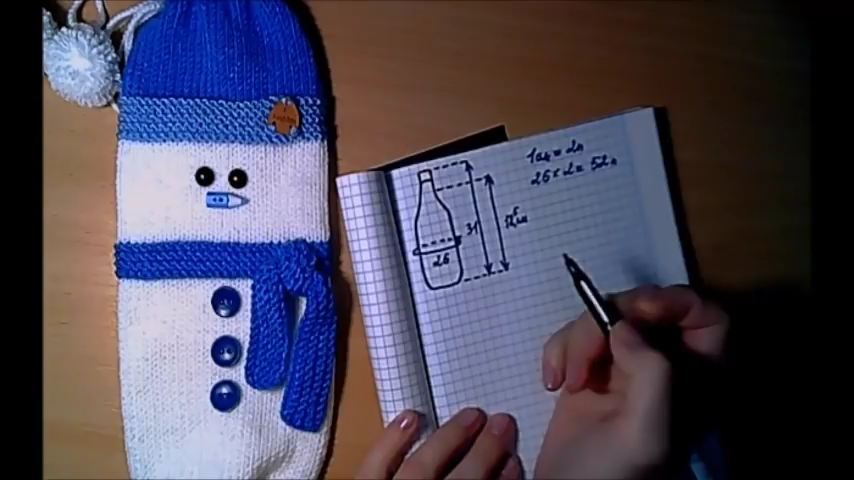 1см = 2п
26 × 2 = 52п
31
26